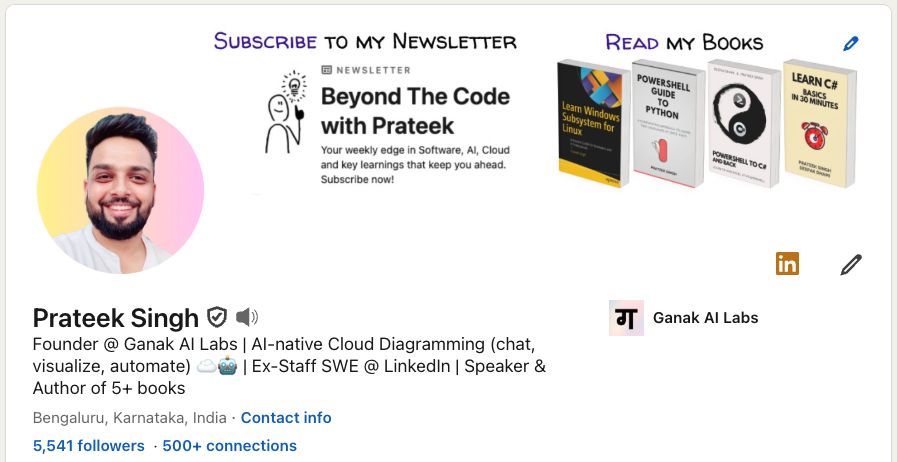 SUBSCRIBE TO MY NEWSLETTER
NEWSLETTER
Beyond The Code
with Prateek
Your weekly edge in Software, AI, Cloud
and key learnings that keep you ahead.
Subscribe now!
READ MY BOOKS
Learn Windows
Subsystem for
Linux
POWERSHELL
GUIDE
TO
PYTHON
PRATEEK SINGH
POWERSHELL TO C#
AND BACK
LEARN C#
BASICS
IN 30 MINUTES
PRATEEK SINGH
DEEPAK DHAMI
in
Prateek Singh
Founder @ Ganak AI Labs | AI-native Cloud Diagramming (chat,
visualize, automate) ☁️🤖 | Ex-Staff SWE @ LinkedIn | Speaker &
Author of 5+ books
Bengaluru, Karnataka, India · Contact info
5,541 followers · 500+ connections
ग
Ganak AI Labs